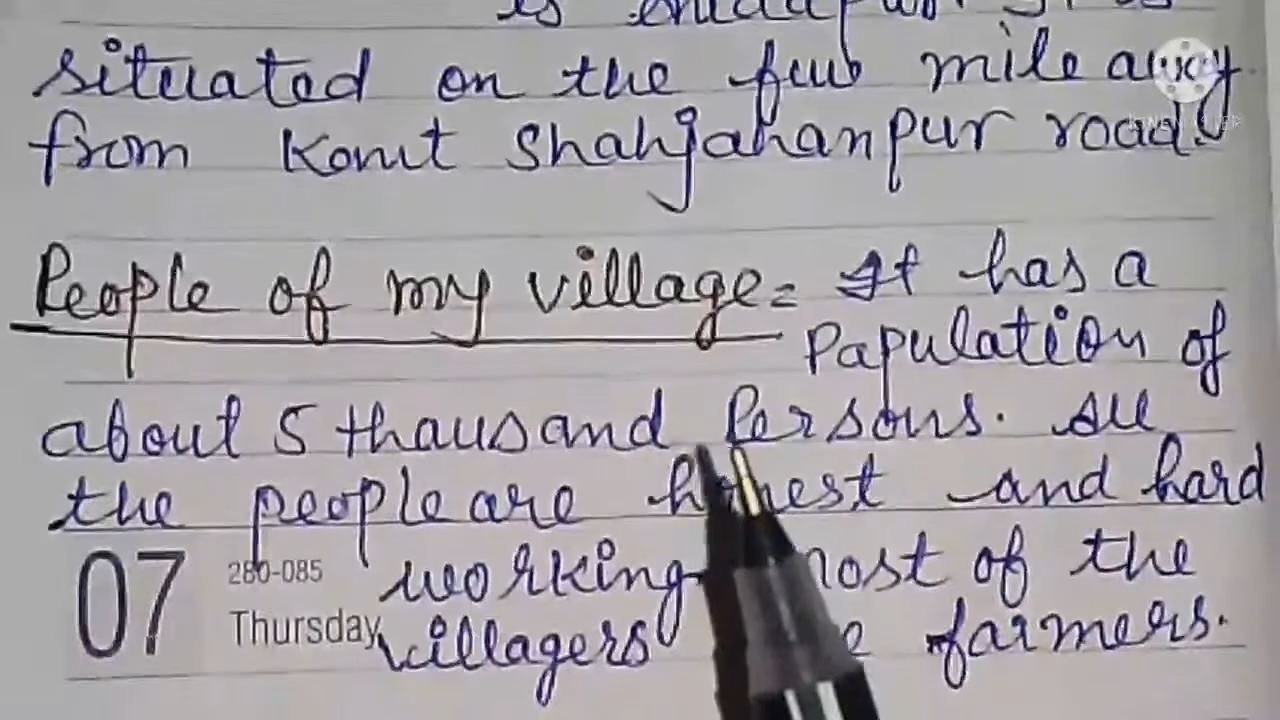 is
situated on the few mile away
from Kant Shahjahanpur road.
People of my village = It has a
Papulation of
about 5 thausand Persons. All
the people are honest and hard
07 280-085 working most of the
Thursday villagers farmers.